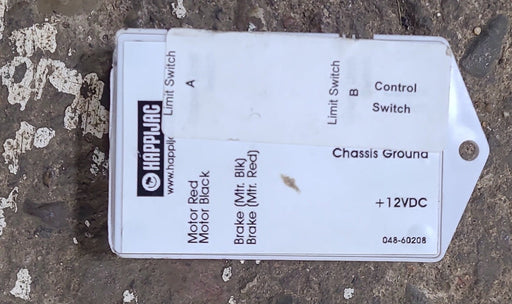 Limit Switch
A
Limit Switch
B
Control
Switch
HAPPIJAC
www.happij
Motor Red
Motor Black
Brake (Mtr. Blk)
Brake (Mtr. Red)
Chassis Ground
+12VDC
048-60208